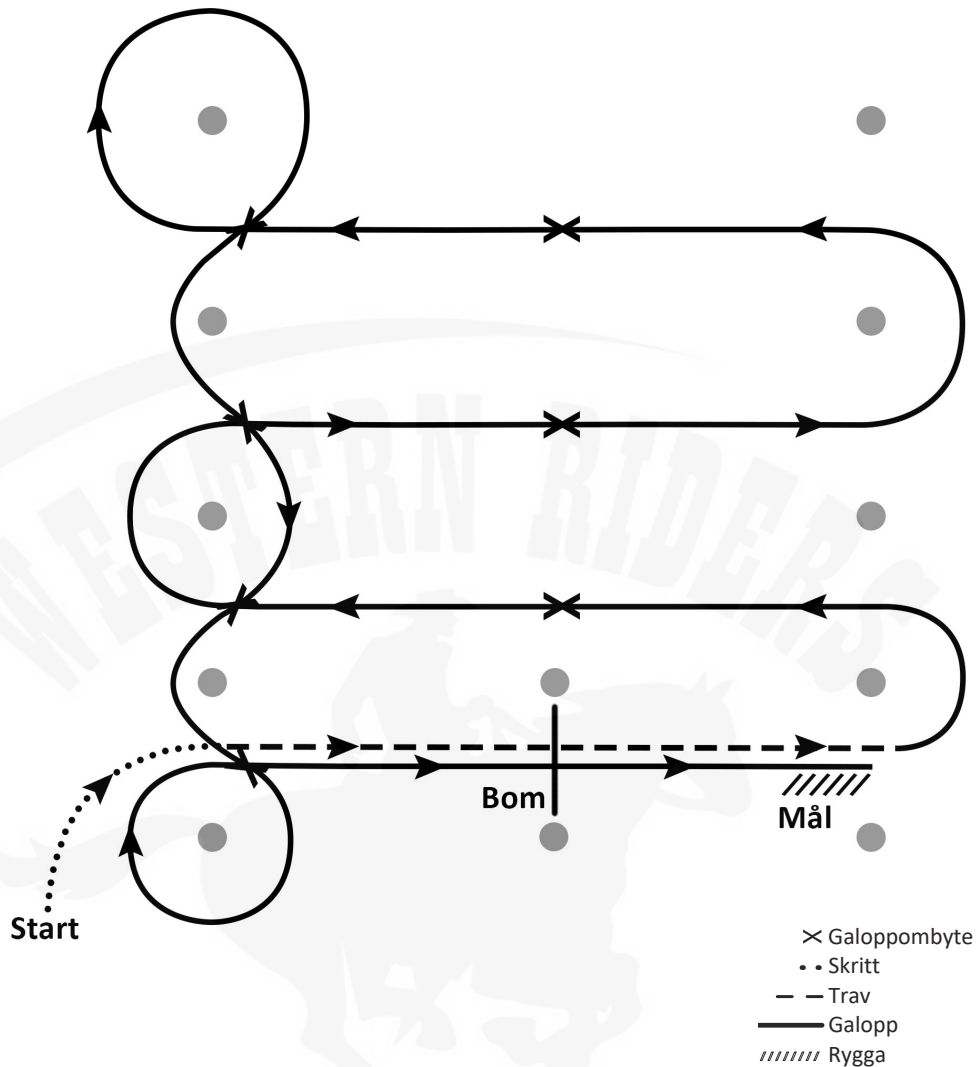 WESTERN RIDERS
Bom
Mål
Start
Galoppombyte
Skritt
Trav
Galopp
Rygga